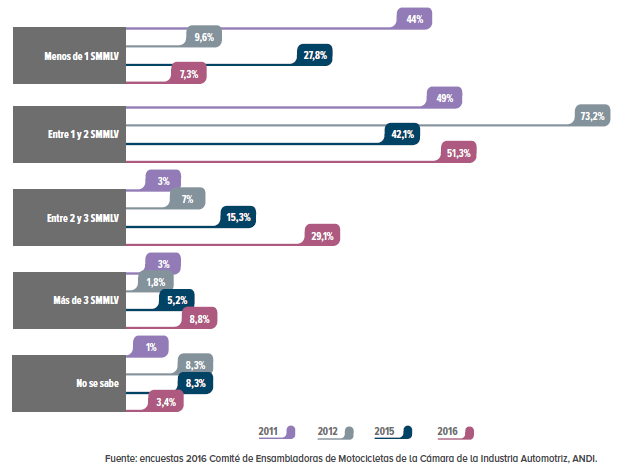 44%
9,6%
Menos de 1 SMMLV
27,8%
7,3%
49%
73,2%
Entre 1 y 2 SMMLV
42,1%
51,3%
3%
7%
Entre 2 y 3 SMMLV
15,3%
29,1%
3%
1,8%
Más de 3 SMMLV
5,2%
8,8%
1%
8,3%
No se sabe
8,3%
3,4%
2011 2012 2015 2016
Fuente: encuestas 2016 Comité de Ensambladoras de Motocicletas de la Cámara de la Industria Automotriz, ANDI.